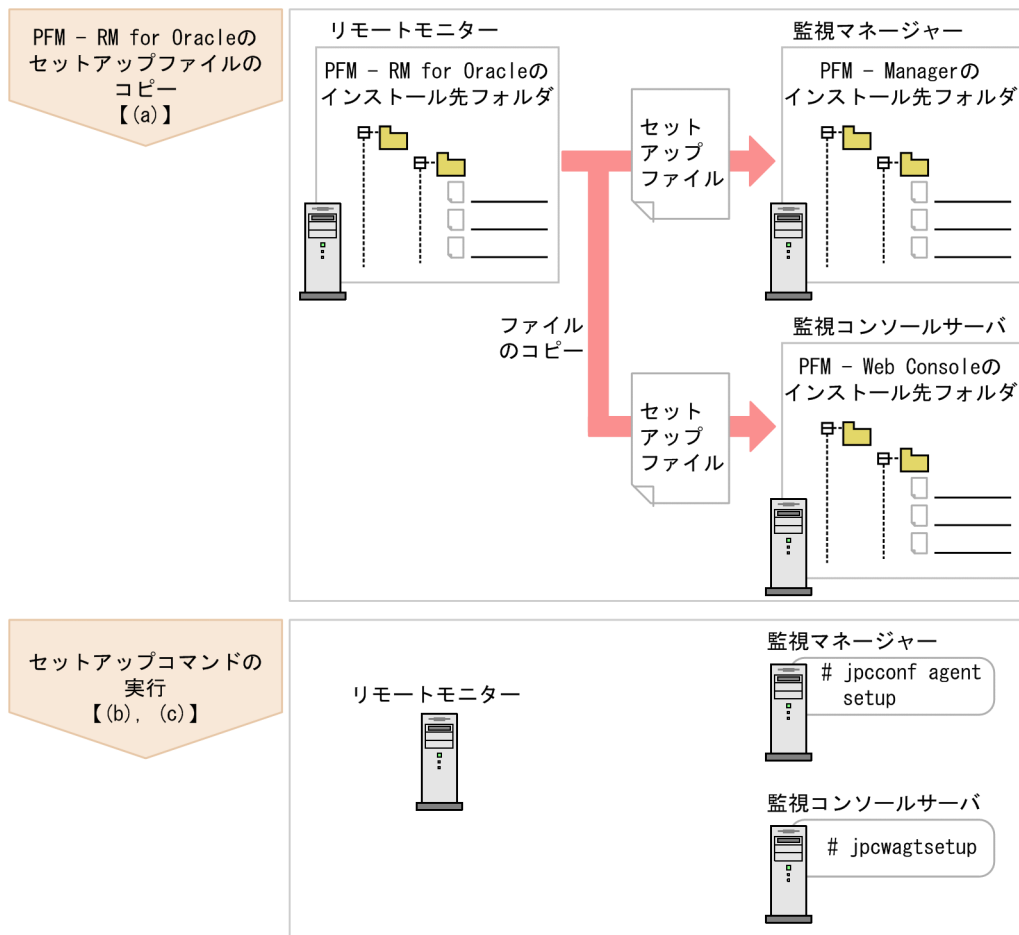 PFM - RM for Oracleの
セットアップファイルの
コピー
【(a)】
リモートモニター
PFM - RM for Oracleの
インストール先フォルダ
セット
アップ
ファイル
監視マネージャー
PFM - Managerの
インストール先フォルダ
ファイル
のコピー
セット
アップ
ファイル
監視コンソールサーバ
PFM - Web Consoleの
インストール先フォルダ
セットアップコマンドの
実行
【(b), (c)】
リモートモニター
監視マネージャー
# jpcconf agent
setup
監視コンソールサーバ
# jpcwagtsetup